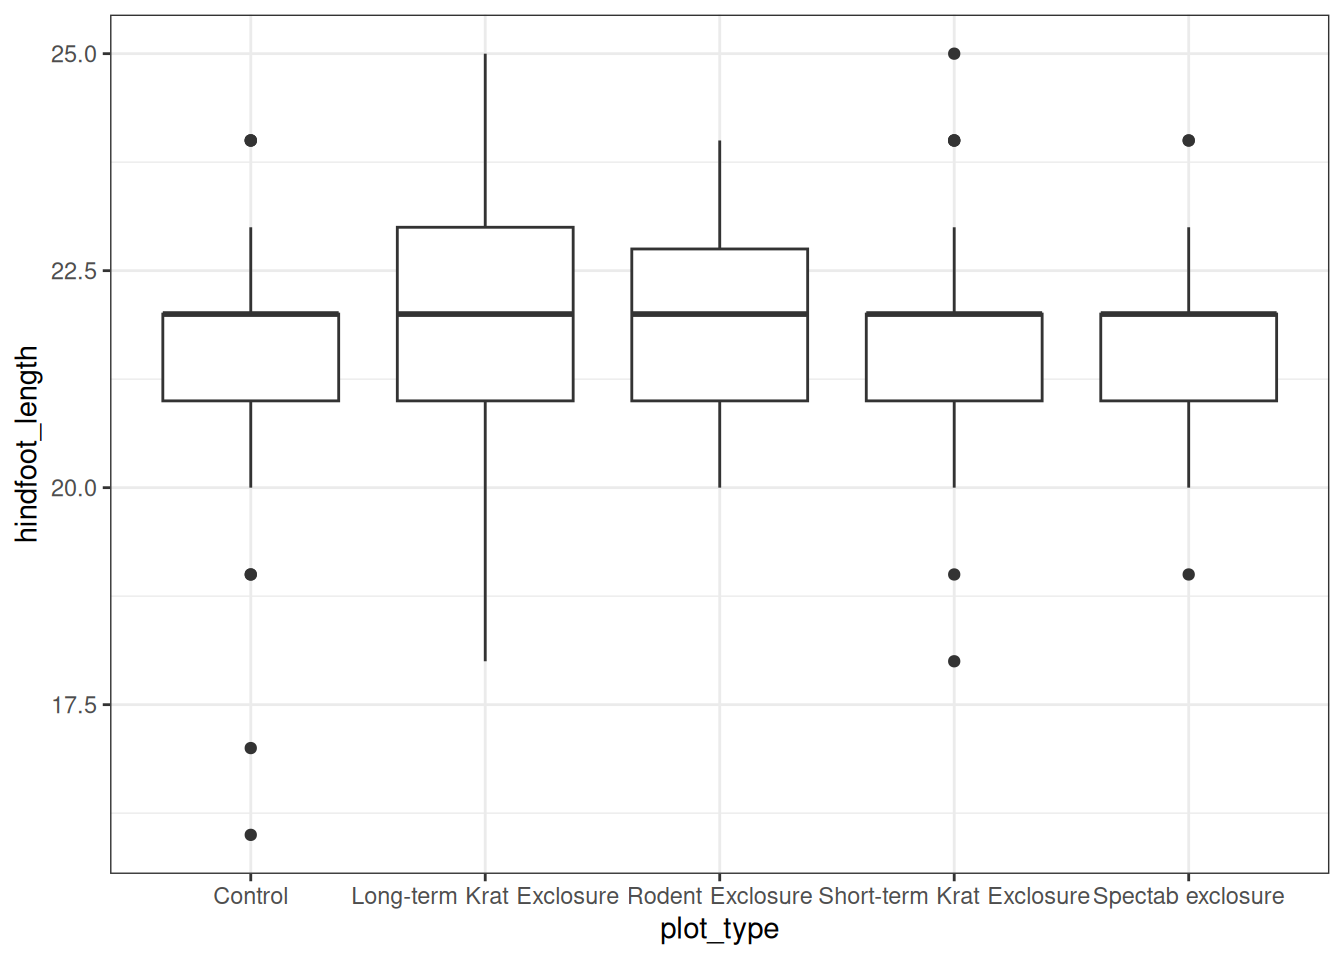 25.0
22.5
20.0
17.5
hindfoot_length
Control
Long-term Krat Exclosure
Rodent Exclosure
Short-term Krat Exclosure
Spectab exclosure
plot_type